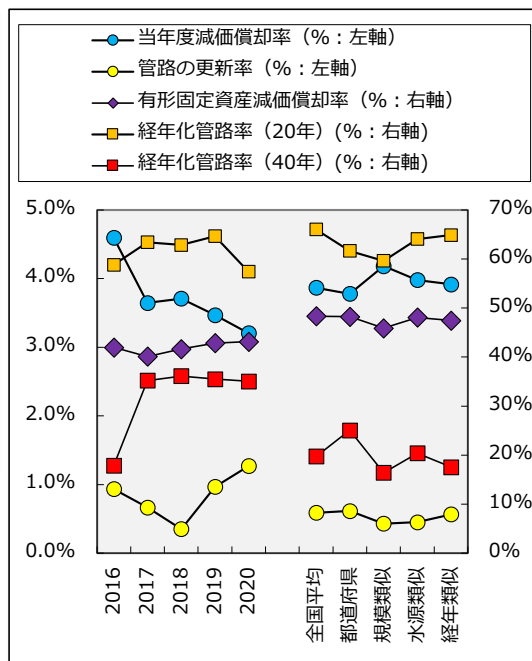 当年度減価償却率（%：左軸）
管路の更新率（%：左軸）
有形固定資産減価償却率（%：右軸）
経年化管路率（20年）(%：右軸)
経年化管路率（40年）(%：右軸)
5.0%
4.0%
3.0%
2.0%
1.0%
0.0%
70%
60%
50%
40%
30%
20%
10%
0%
2016
2017
2018
2019
2020
全国平均
都道府県
規模類似
水源類似
経年類似